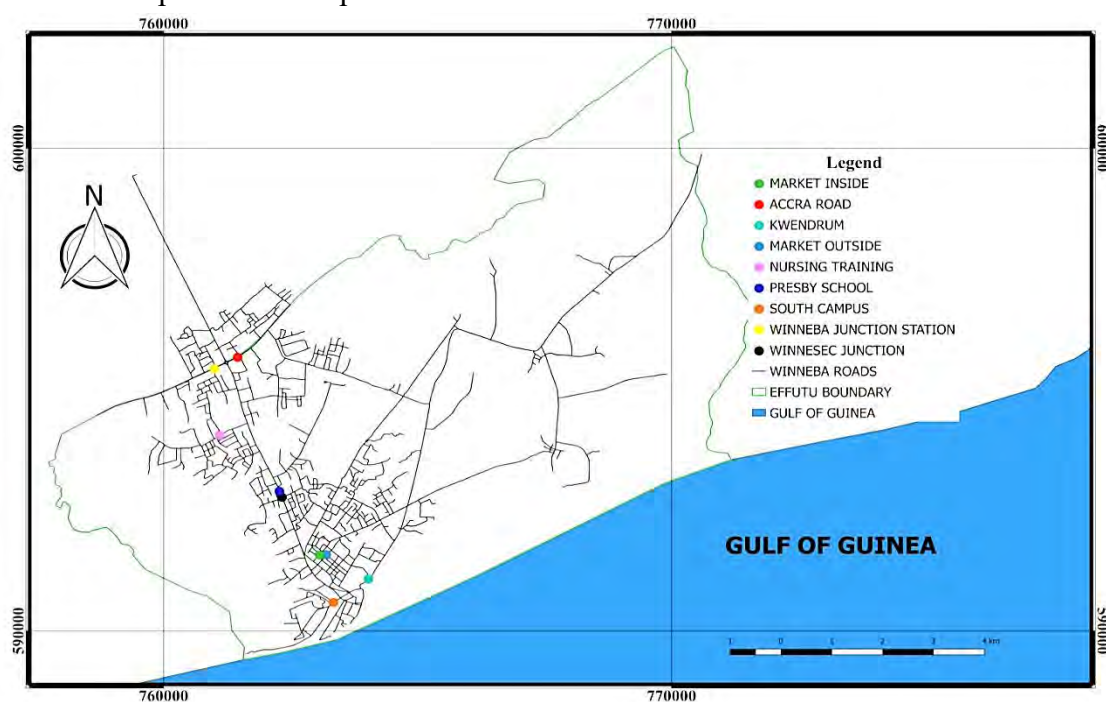 760000
770000
600000
600000
N
Legend
MARKET INSIDE
ACCRA ROAD
KWENDRUM
MARKET OUTSIDE
NURSING TRAINING
PRESBY SCHOOL
SOUTH CAMPUS
WINNEBA JUNCTION STATION
WINNESEC JUNCTION
WINNEBA ROADS
EFFUTU BOUNDARY
GULF OF GUINEA
GULF OF GUINEA
590000
590000
1 0 1 2 3 4 km
760000
770000